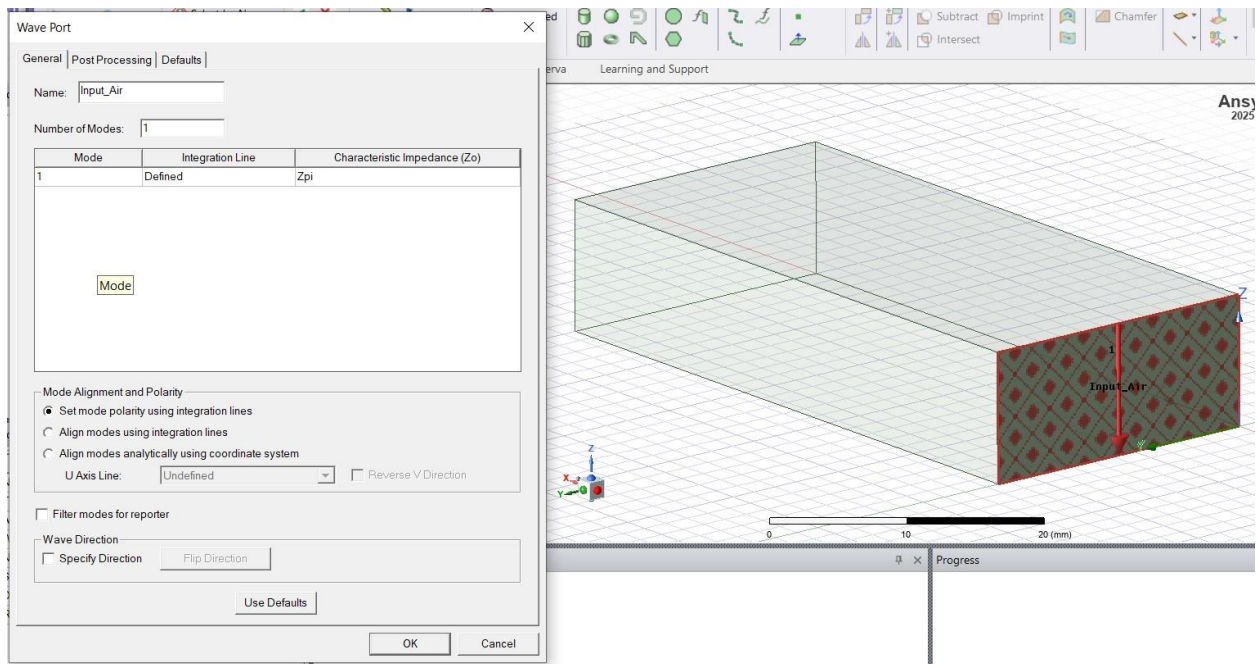 Wave Port
General Post Processing Defaults
Name: Input_Air
Number of Modes: 1
Mode Integration Line Characteristic Impedance (Zo)
1 Defined Zpi
Mode
Mode Alignment and Polarity
Set mode polarity using integration lines
Align modes using integration lines
Align modes analytically using coordinate system
U Axis Line: Undefined Reverse V Direction
Filter modes for reporter
Wave Direction
Specify Direction Flip Direction
Use Defaults
OK Cancel
Subtract Imprint Chamfer
Intersect
erva Learning and Support
Ansy
2025
Z
1
Input_Air
Y
Z
X
Y
0 10 20 (mm)
Progress